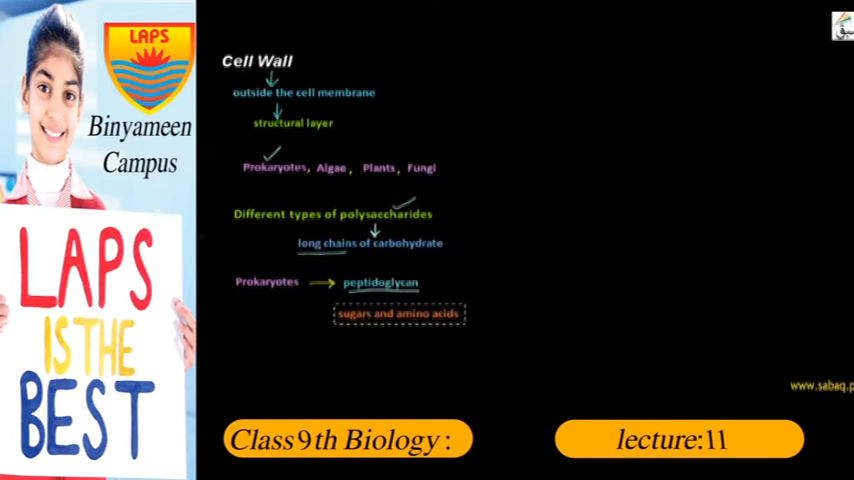 LAPS
Binyameen
Campus
LAPS
IS THE
BEST
Cell Wall
outside the cell membrane
structural layer
Prokaryotes, Algae, Plants, Fungi
Different types of polysaccharides
long chains of carbohydrate
Prokaryotes → peptidoglycan
sugars and amino acids
www.sabaq.p
Class 9th Biology :
lecture:11